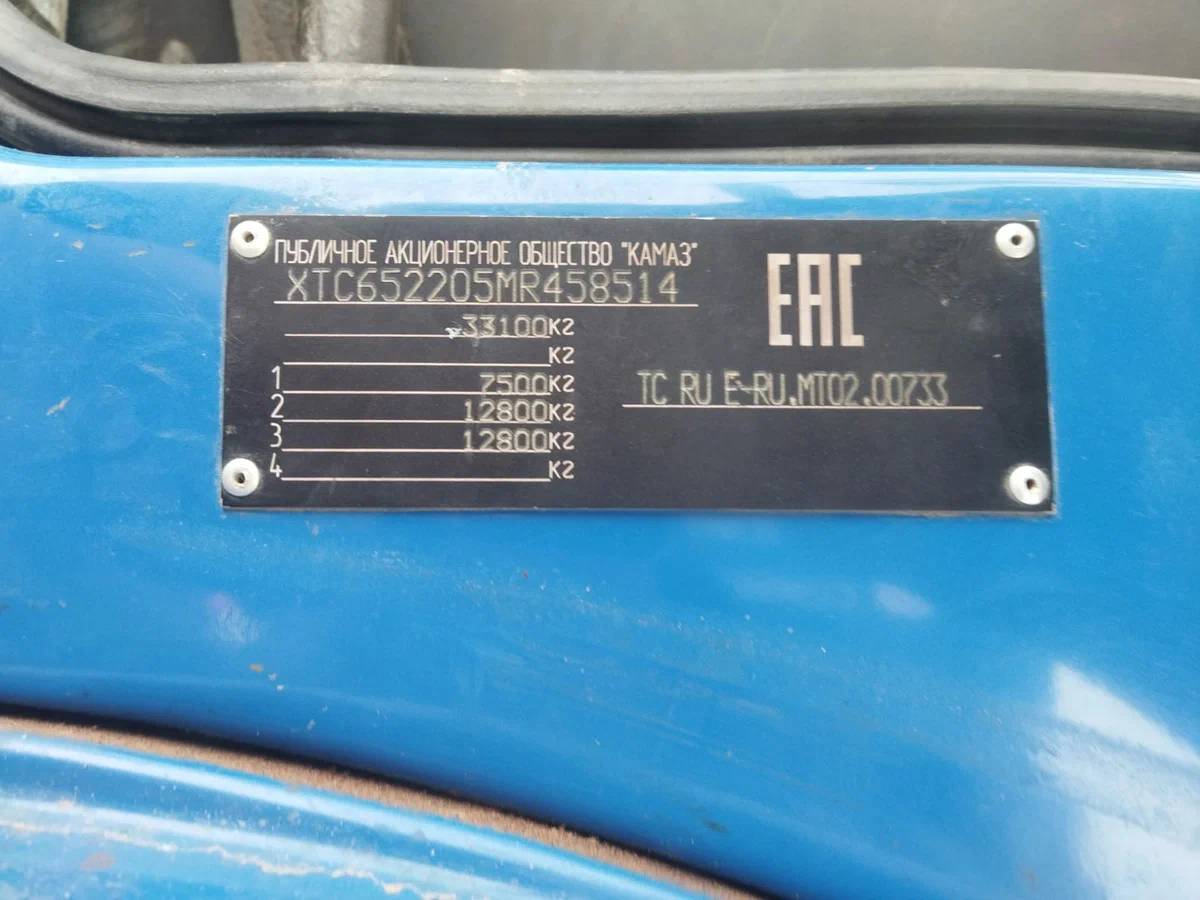 ПУБЛИЧНОЕ АКЦИОНЕРНОЕ ОБЩЕСТВО "КАМАЗ"
XTC652205MR458514
33100кг
кг
1 7500кг
2 12800кг
3 12800кг
4 кг
EAC
TC RU E-RU.MT02.00733